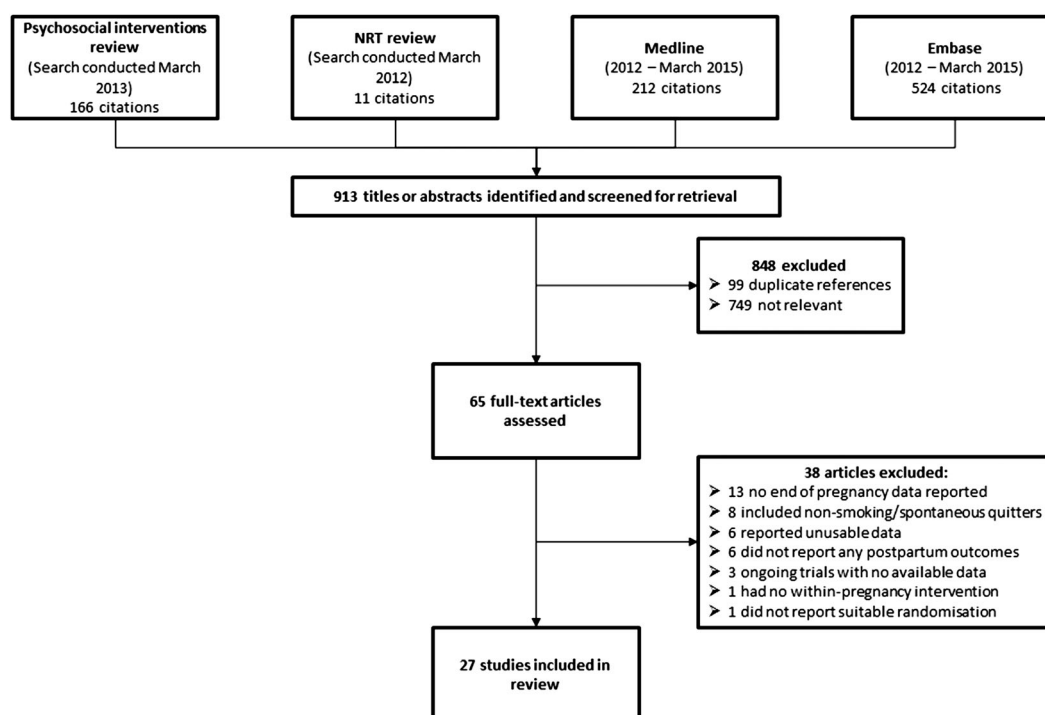 Psychosocial interventions
review
(Search conducted March
2013)
166 citations
NRT review
(Search conducted March
2012)
11 citations
Medline
(2012 – March 2015)
212 citations
Embase
(2012 – March 2015)
524 citations
913 titles or abstracts identified and screened for retrieval
848 excluded
➢ 99 duplicate references
➢ 749 not relevant
65 full-text articles
assessed
38 articles excluded:
➢ 13 no end of pregnancy data reported
➢ 8 included non-smoking/spontaneous quitters
➢ 6 reported unusable data
➢ 6 did not report any postpartum outcomes
➢ 3 ongoing trials with no available data
➢ 1 had no within-pregnancy intervention
➢ 1 did not report suitable randomisation
27 studies included in
review